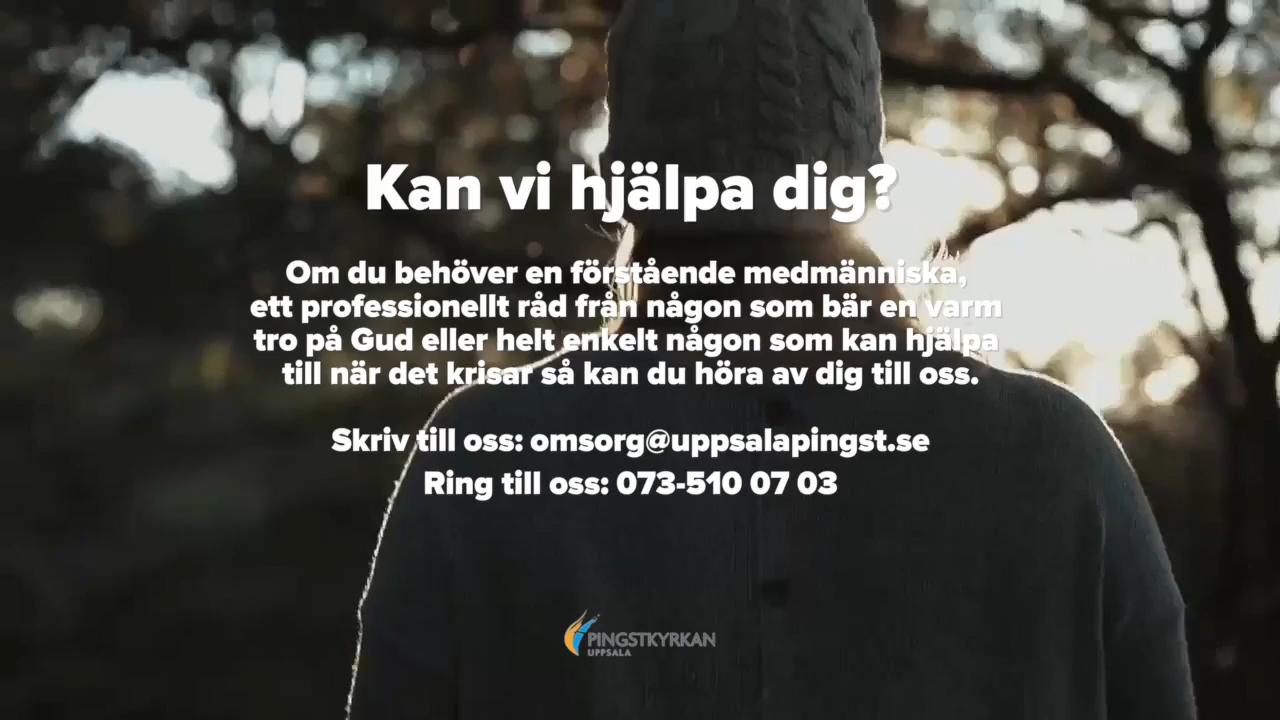 Kan vi hjälpa dig?
Om du behöver en förstående medmänniska,
ett professionellt råd från någon som bär en varm
tro på Gud eller helt enkelt någon som kan hjälpa
till när det krisar så kan du höra av dig till oss.
Skriv till oss: omsorg@uppsalapingst.se
Ring till oss: 073-510 07 03
PINGSTKYRKAN
UPPSALA